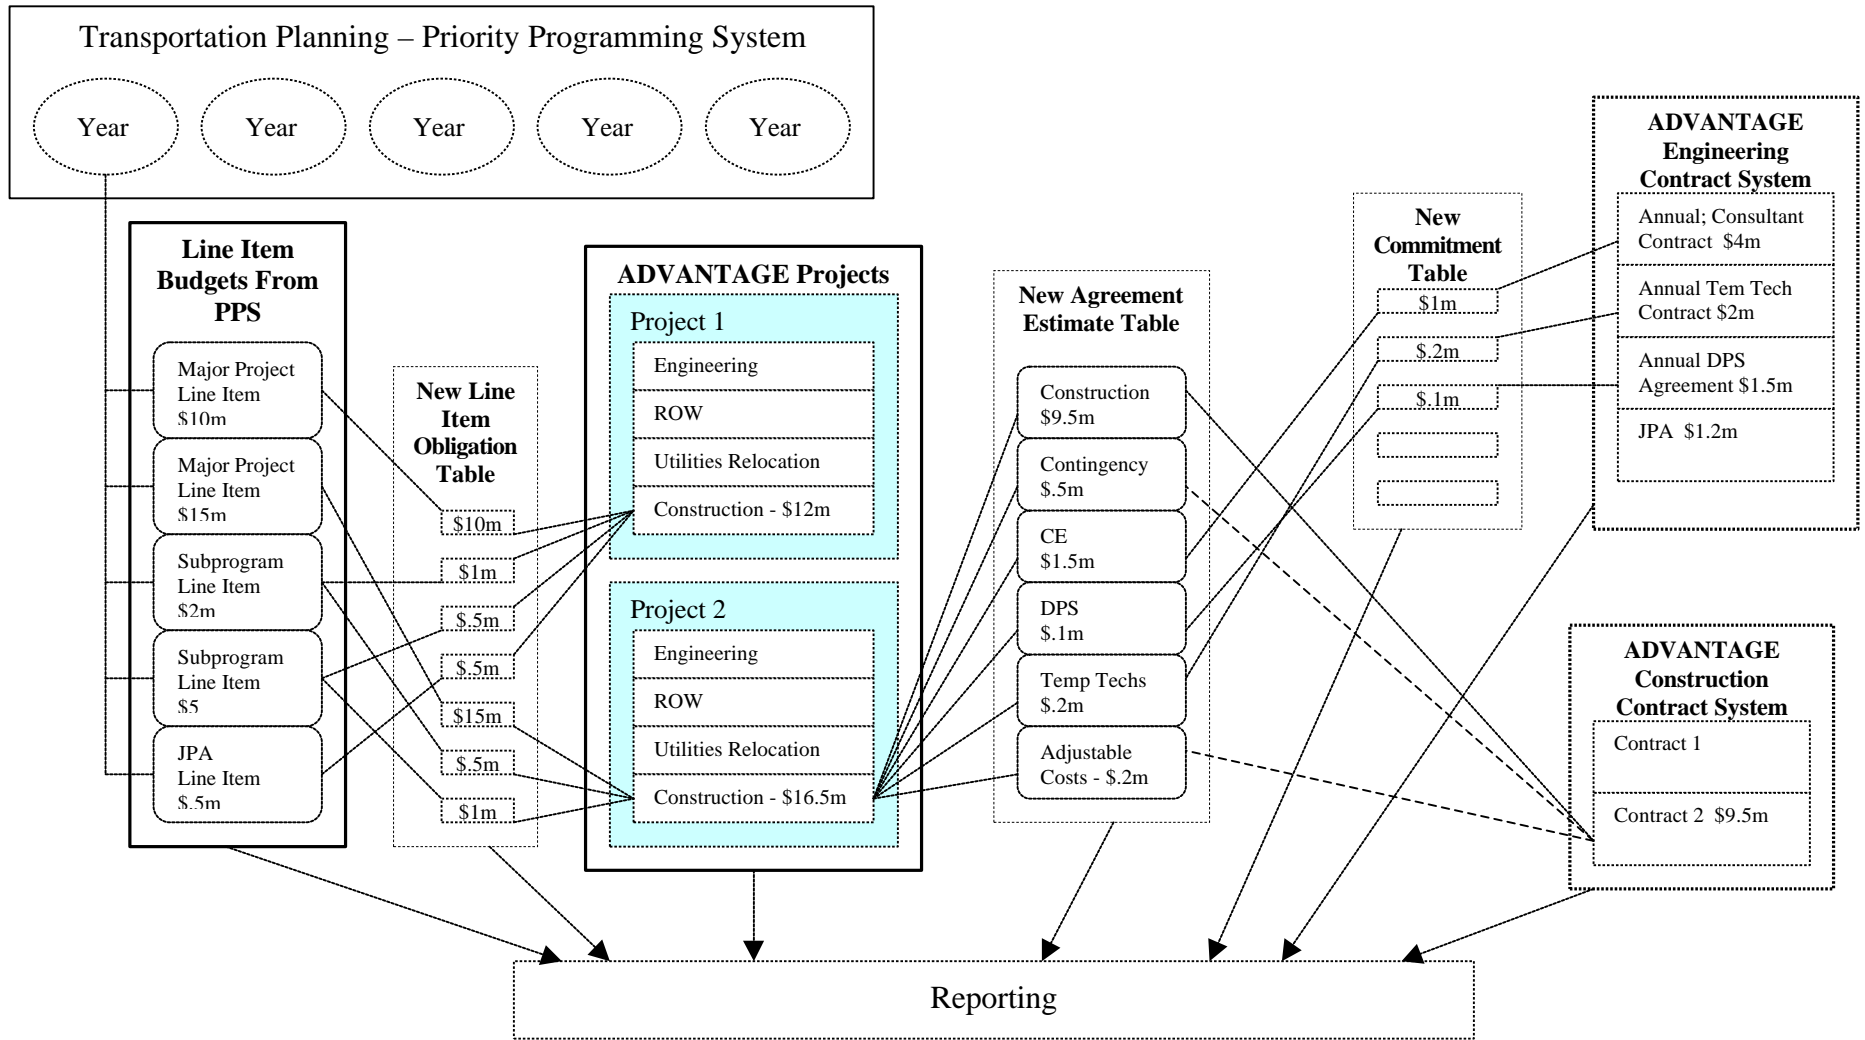 Transportation Planning – Priority Programming System
Year
Year
Year
Year
Year
Line Item
Budgets From
PPS
Major Project
Line Item
$10m
Major Project
Line Item
$15m
Subprogram
Line Item
$2m
Subprogram
Line Item
$5
JPA
Line Item
$.5m
New Line
Item
Obligation
Table
$10m
$1m
$.5m
$.5m
$15m
$.5m
$1m
ADVANTAGE Projects
Project 1
Engineering
ROW
Utilities Relocation
Construction - $12m
Project 2
Engineering
ROW
Utilities Relocation
Construction - $16.5m
New Agreement
Estimate Table
Construction
$9.5m
Contingency
$.5m
CE
$1.5m
DPS
$.1m
Temp Techs
$.2m
Adjustable
Costs - $.2m
New
Commitment
Table
$1m
$.2m
$.1m
ADVANTAGE
Engineering
Contract System
Annual; Consultant
Contract $4m
Annual Tem Tech
Contract $2m
Annual DPS
Agreement $1.5m
JPA $1.2m
ADVANTAGE
Construction
Contract System
Contract 1
Contract 2 $9.5m
Reporting